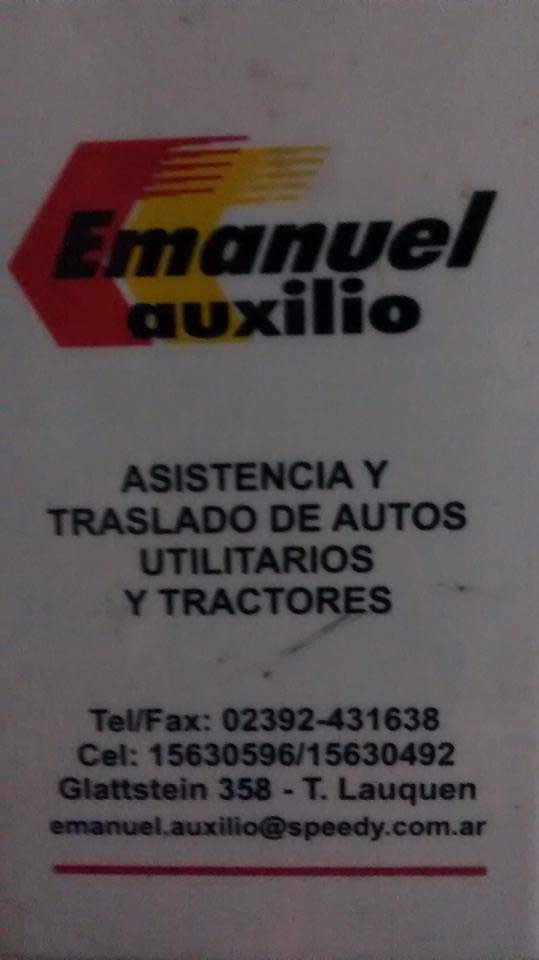 Emanuel
auxilio
ASISTENCIA Y
TRASLADO DE AUTOS
UTILITARIOS
Y TRACTORES
Tel/Fax: 02392-431638
Cel: 15630596/15630492
Glattstein 358 - T. Lauquen
emanuel.auxilio@speedy.com.ar